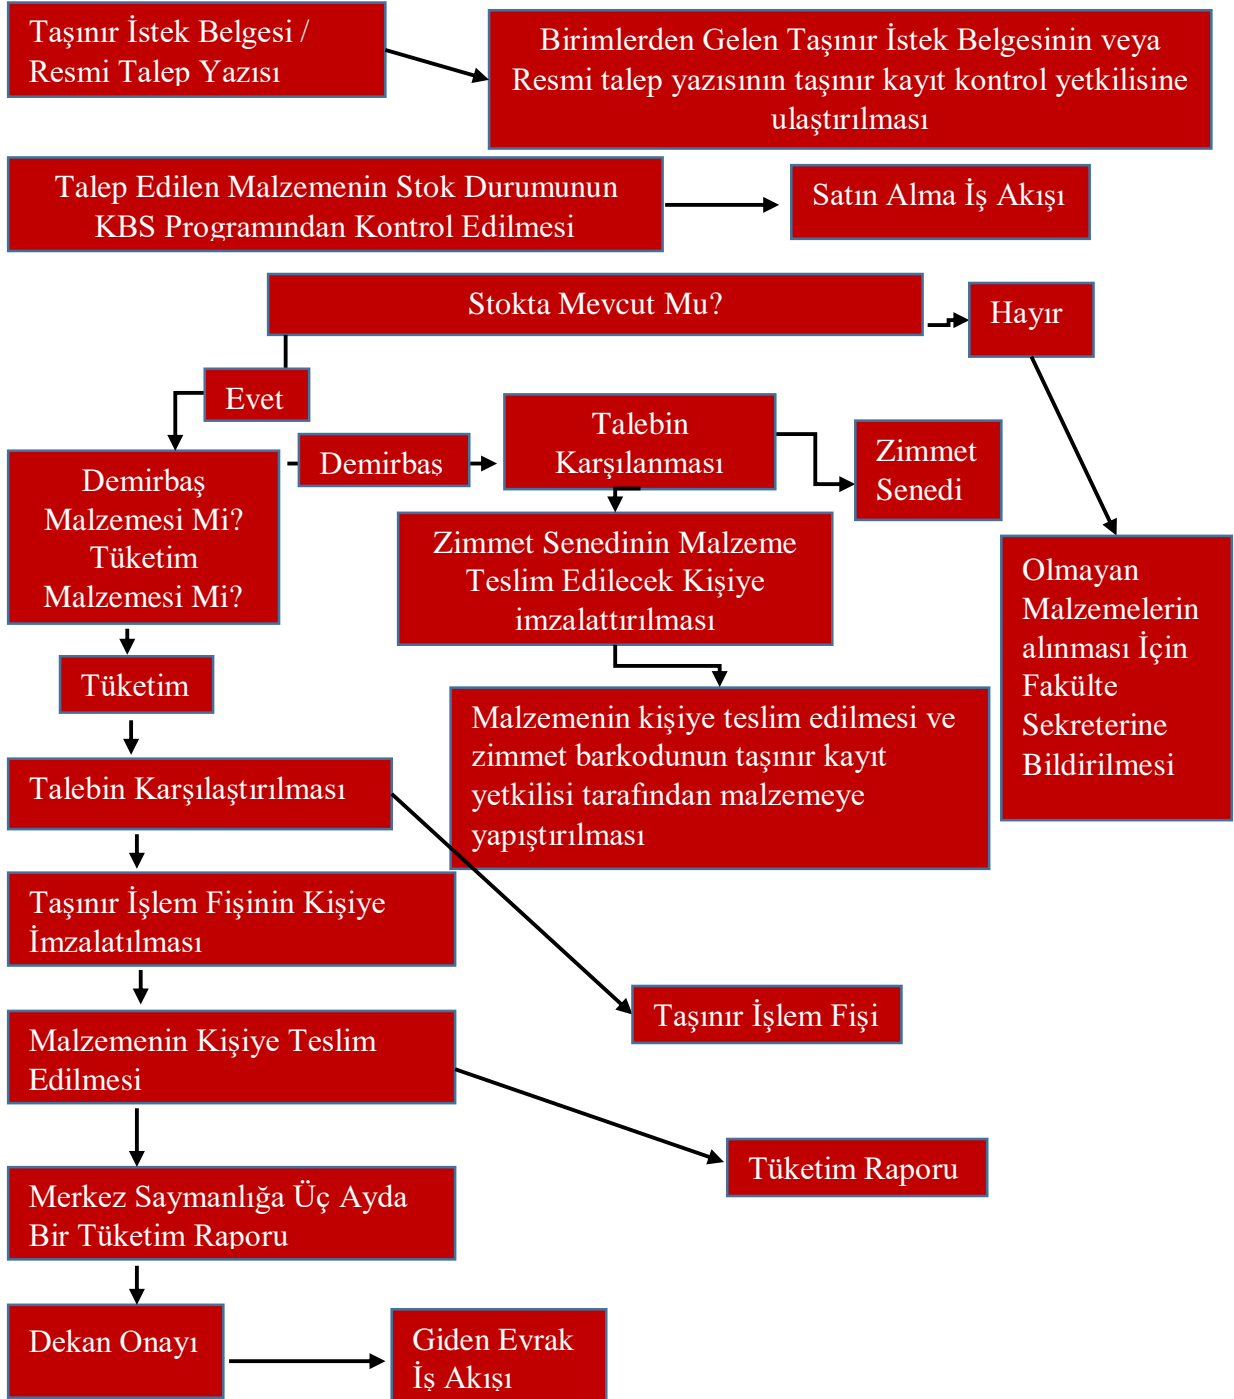 Taşınır İstek Belgesi /
Resmi Talep Yazısı
Birimlerden Gelen Taşınır İstek Belgesinin veya
Resmi talep yazısının taşınır kayıt kontrol yetkilisine
ulaştırılması
Talep Edilen Malzemenin Stok Durumunun
KBS Programından Kontrol Edilmesi
Satın Alma İş Akışı
Stokta Mevcut Mu?
Hayır
Evet
Demirbaş
Malzemesi Mi?
Tüketim
Malzemesi Mi?
Demirbaş
Talebin
Karşılanması
Zimmet
Senedi
Zimmet Senedinin Malzeme
Teslim Edilecek Kişiye
imzalattırılması
Olmayan
Malzemelerin
alınması İçin
Fakülte
Sekreterine
Bildirilmesi
Tüketim
Malzemenin kişiye teslim edilmesi ve
zimmet barkodunun taşınır kayıt
yetkilisi tarafından malzemeye
yapıştırılması
Talebin Karşılaştırılması
Taşınır İşlem Fişinin Kişiye
İmzalatılması
Taşınır İşlem Fişi
Malzemenin Kişiye Teslim
Edilmesi
Tüketim Raporu
Merkez Saymanlığa Üç Ayda
Bir Tüketim Raporu
Dekan Onayı
Giden Evrak
İş Akışı